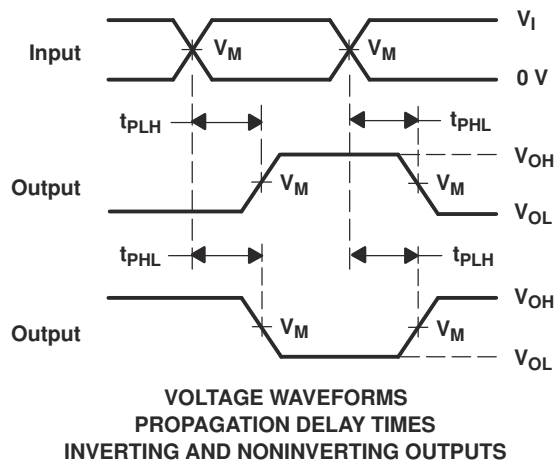 V_I
Input V_M V_M
0 V
t_PLH t_PHL
V_OH
Output V_M V_M
V_OL
t_PHL t_PLH
V_OH
Output V_M V_M
V_OL
VOLTAGE WAVEFORMS
PROPAGATION DELAY TIMES
INVERTING AND NONINVERTING OUTPUTS